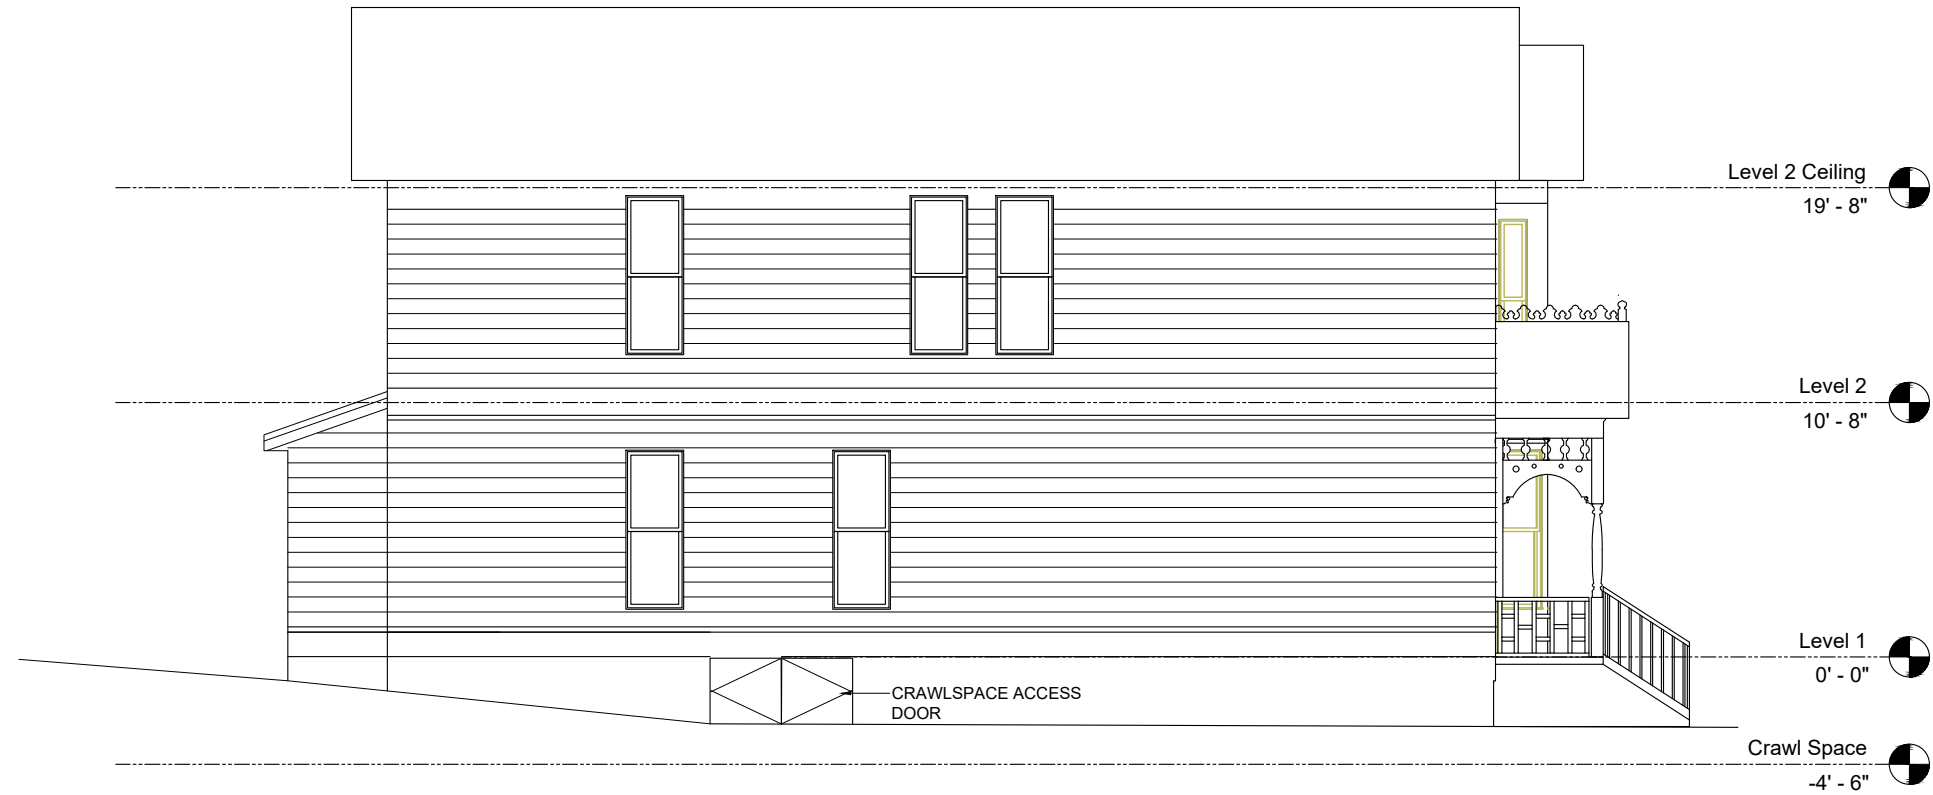 Level 2 Ceiling
19' - 8"
Level 2
10' - 8"
Level 1
0' - 0"
CRAWLSPACE ACCESS
DOOR
Crawl Space
-4' - 6"